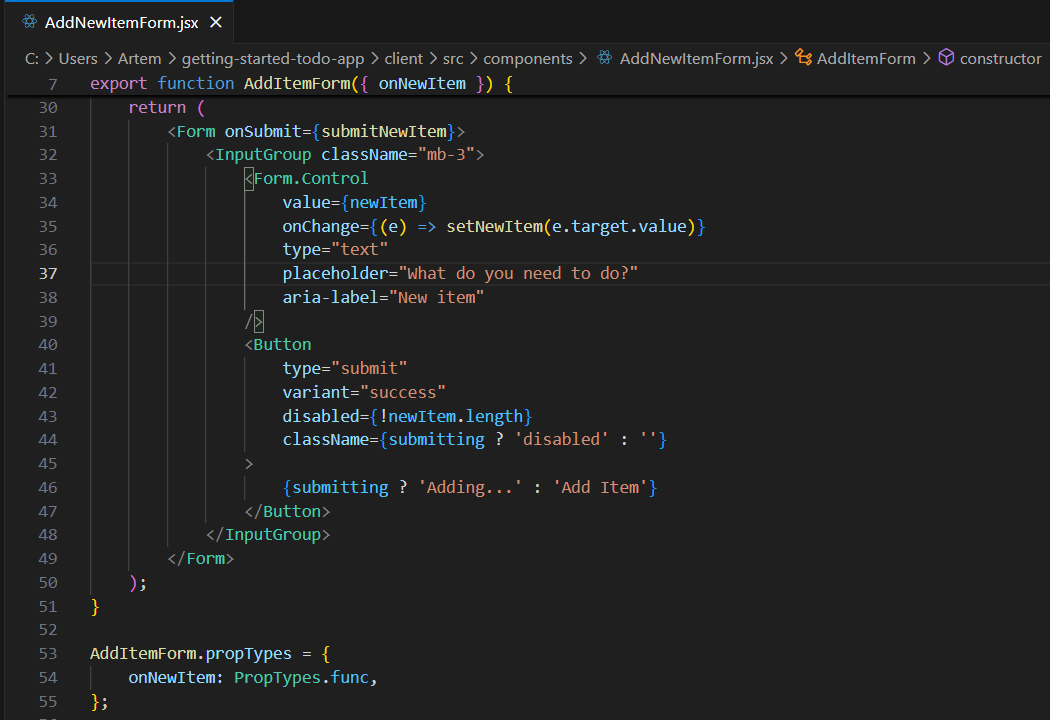 AddNewItemForm.jsx
C: > Users > Artem > getting-started-todo-app > client > src > components > AddNewItemForm.jsx > AddItemForm > constructor
7 export function AddItemForm({ onNewItem }) {
30     return (
31         <Form onSubmit={submitNewItem}>
32             <InputGroup className="mb-3">
33                 <Form.Control
34                     value={newItem}
35                     onChange={(e) => setNewItem(e.target.value)}
36                     type="text"
37                     placeholder="What do you need to do?"
38                     aria-label="New item"
39                 />
40                 <Button
41                     type="submit"
42                     variant="success"
43                     disabled={!newItem.length}
44                     className={submitting ? 'disabled' : ''}
45                 >
46                     {submitting ? 'Adding...' : 'Add Item'}
47                 </Button>
48             </InputGroup>
49         </Form>
50     );
51 }
52
53 AddItemForm.propTypes = {
54     onNewItem: PropTypes.func,
55 };